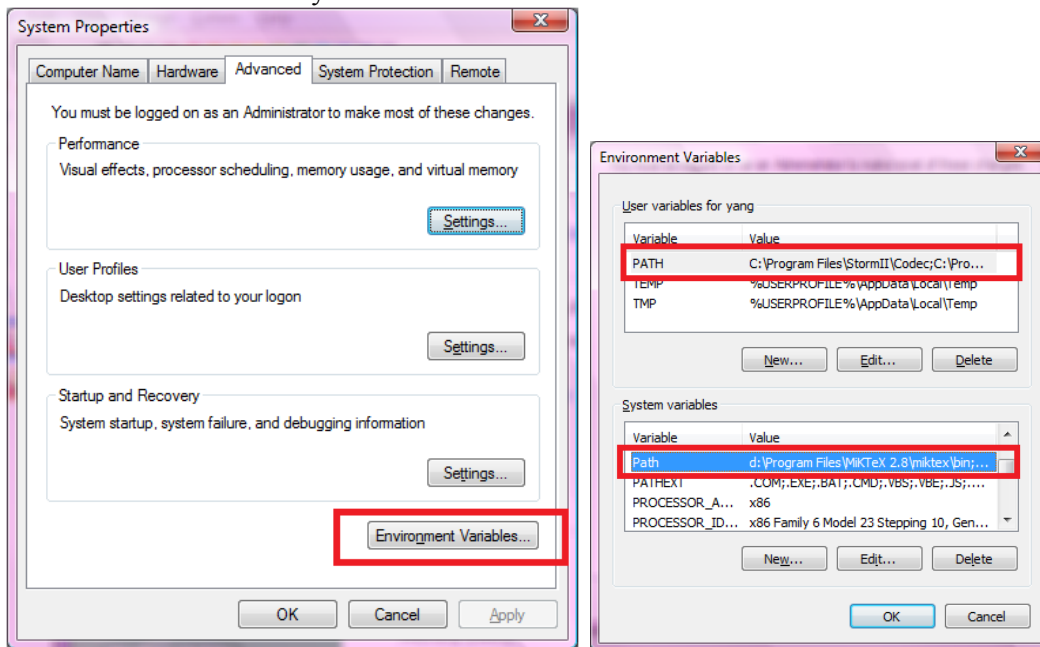 System Properties
Computer Name Hardware Advanced System Protection Remote
You must be logged on as an Administrator to make most of these changes.
Performance
Visual effects, processor scheduling, memory usage, and virtual memory
Settings...
User Profiles
Desktop settings related to your logon
Settings...
Startup and Recovery
System startup, system failure, and debugging information
Settings...
Environment Variables...
OK Cancel Apply
Environment Variables
User variables for yang
Variable Value
PATH C:\Program Files\StormII\Codec;C:\Pro...
TEMP %USERPROFILE%\AppData\Local\Temp
TMP %USERPROFILE%\AppData\Local\Temp
New... Edit... Delete
System variables
Variable Value
Path d:\Program Files\MiKTeX 2.8\miktex\bin;...
PATHEXT .COM;.EXE;.BAT;.CMD;.VBS;.VBE;.JS;....
PROCESSOR_A... x86
PROCESSOR_ID... x86 Family 6 Model 23 Stepping 10, Gen...
New... Edit... Delete
OK Cancel